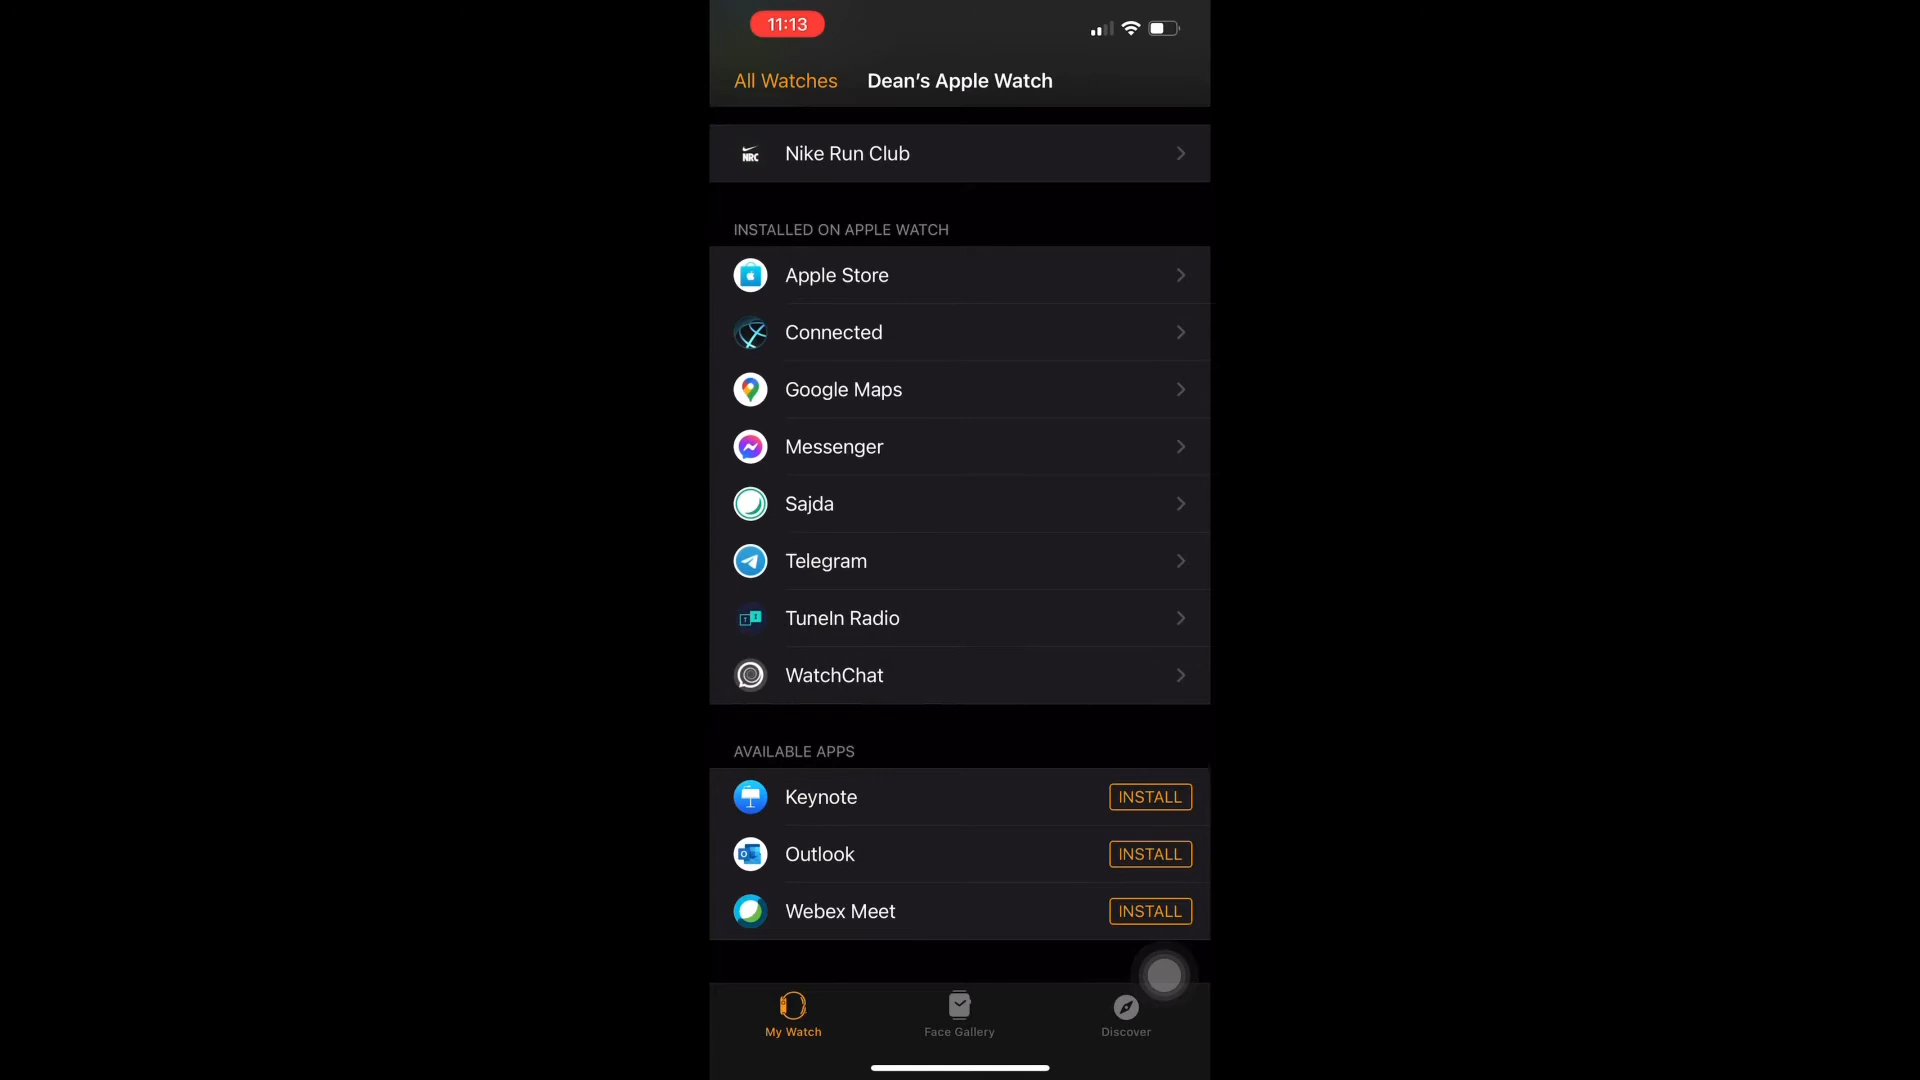 11:13
All Watches
Dean's Apple Watch
NRC
Nike Run Club
INSTALLED ON APPLE WATCH
Apple Store
Connected
Google Maps
Messenger
Sajda
Telegram
TuneIn Radio
WatchChat
AVAILABLE APPS
Keynote
INSTALL
Outlook
INSTALL
Webex Meet
INSTALL
My Watch
Face Gallery
Discover